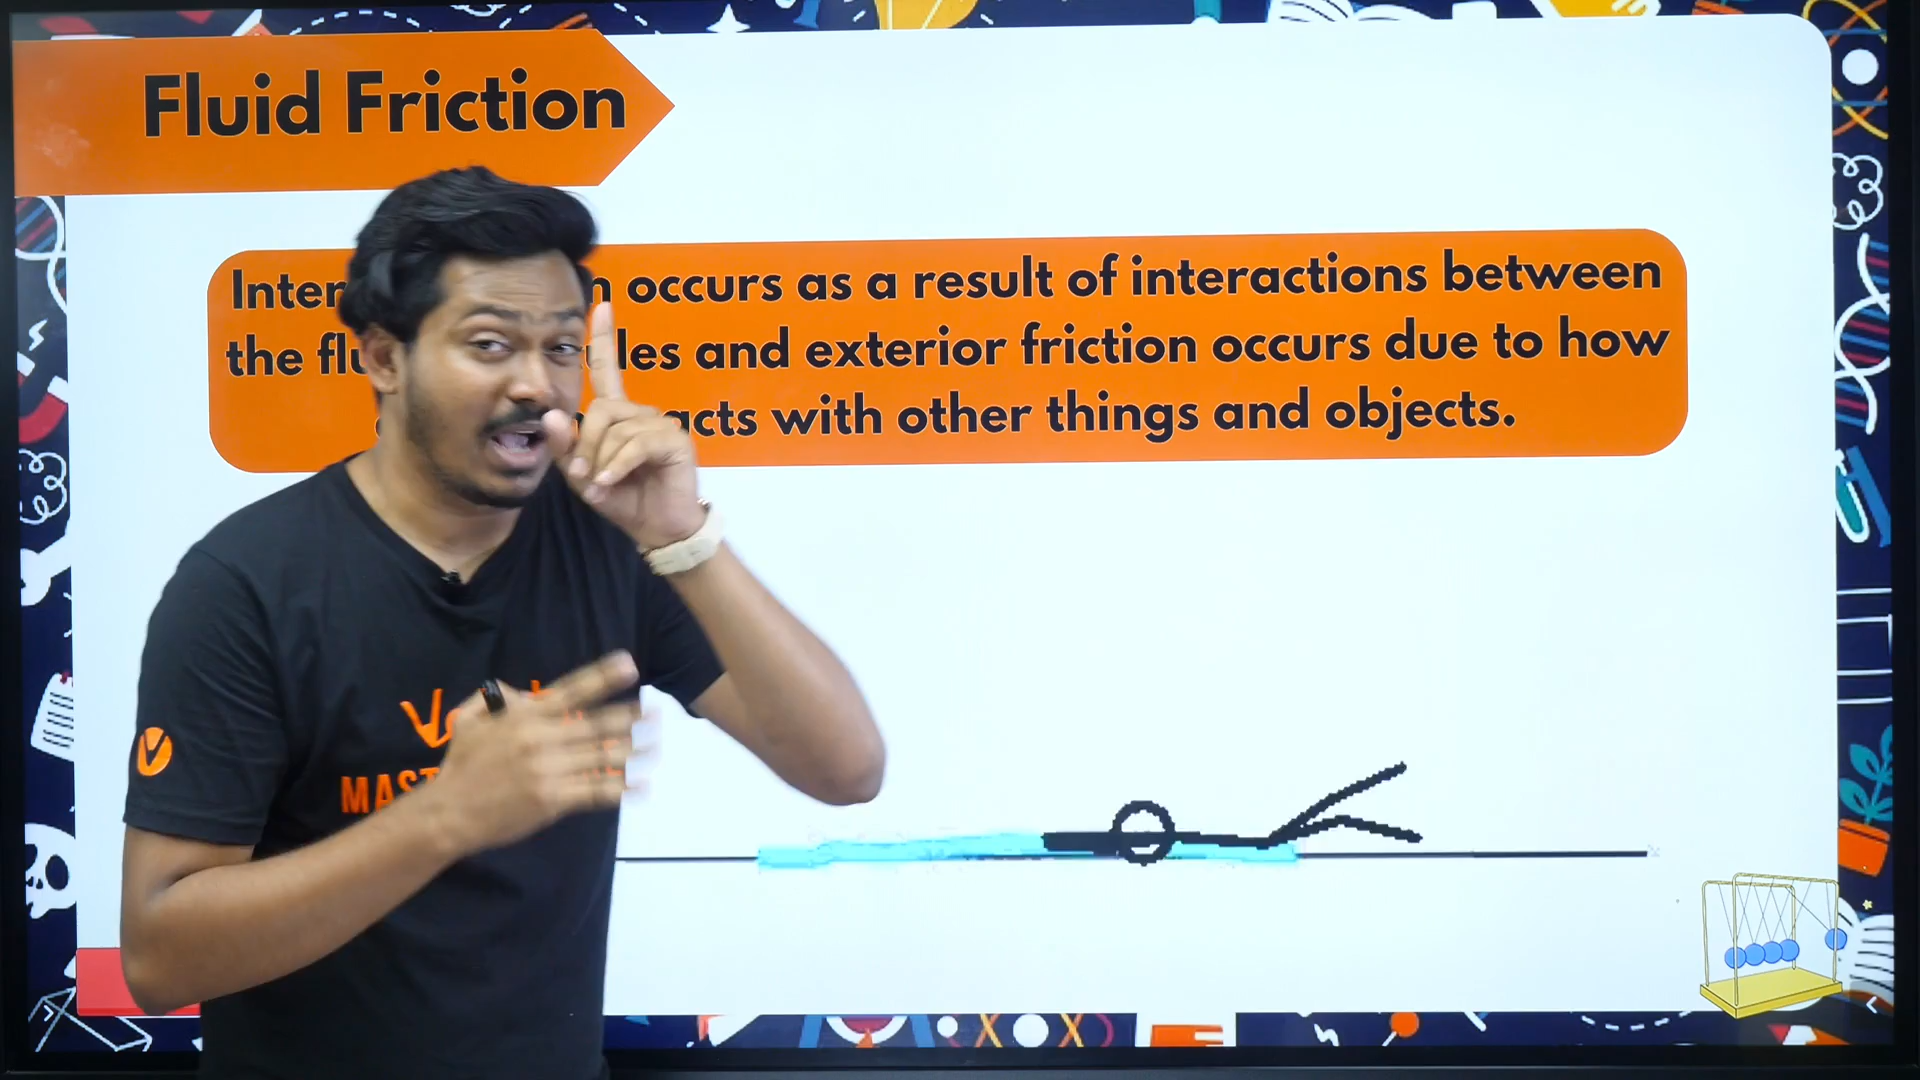 Fluid Friction
Inter n occurs as a result of interactions between
the flu les and exterior friction occurs due to how
acts with other things and objects.
V
MAST